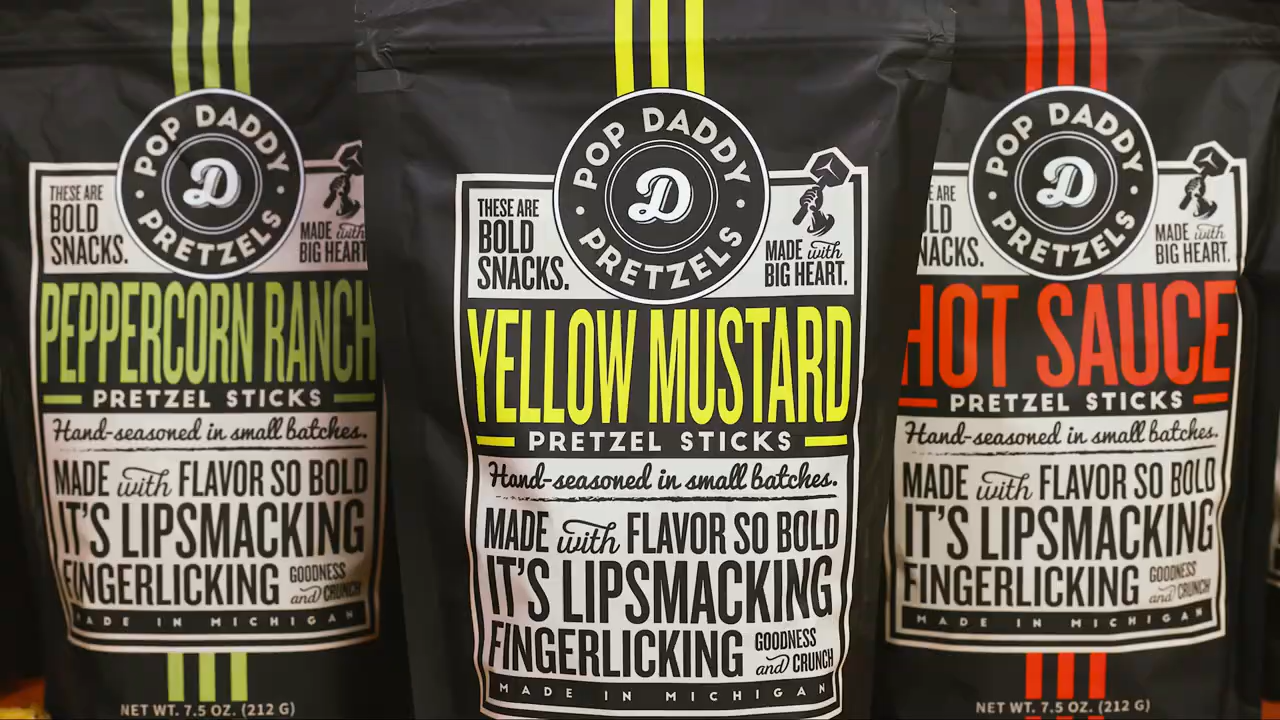 POP DADDY
D
PRETZELS
THESE ARE
BOLD
SNACKS.
MADE with
BIG HEART.
PEPPERCORN RANCH
PRETZEL STICKS
Hand-seasoned in small batches.
MADE with FLAVOR SO BOLD
IT'S LIPSMACKING
FINGERLICKING GOODNESS
and CRUNCH
MADE IN MICHIGAN
NET WT. 7.5 OZ. (212 G)
POP DADDY
D
PRETZELS
THESE ARE
BOLD
SNACKS.
MADE with
BIG HEART.
YELLOW MUSTARD
PRETZEL STICKS
Hand-seasoned in small batches.
MADE with FLAVOR SO BOLD
IT'S LIPSMACKING
FINGERLICKING GOODNESS
and CRUNCH
MADE IN MICHIGAN
POP DADDY
D
PRETZELS
E ARE
LD
NACKS.
MADE with
BIG HEART.
HOT SAUCE
PRETZEL STICKS
Hand-seasoned in small batches.
MADE with FLAVOR SO BOLD
IT'S LIPSMACKING
FINGERLICKING GOODNESS
and CRUNCH
MADE IN MICHIGAN
NET WT. 7.5 OZ. (212 G)